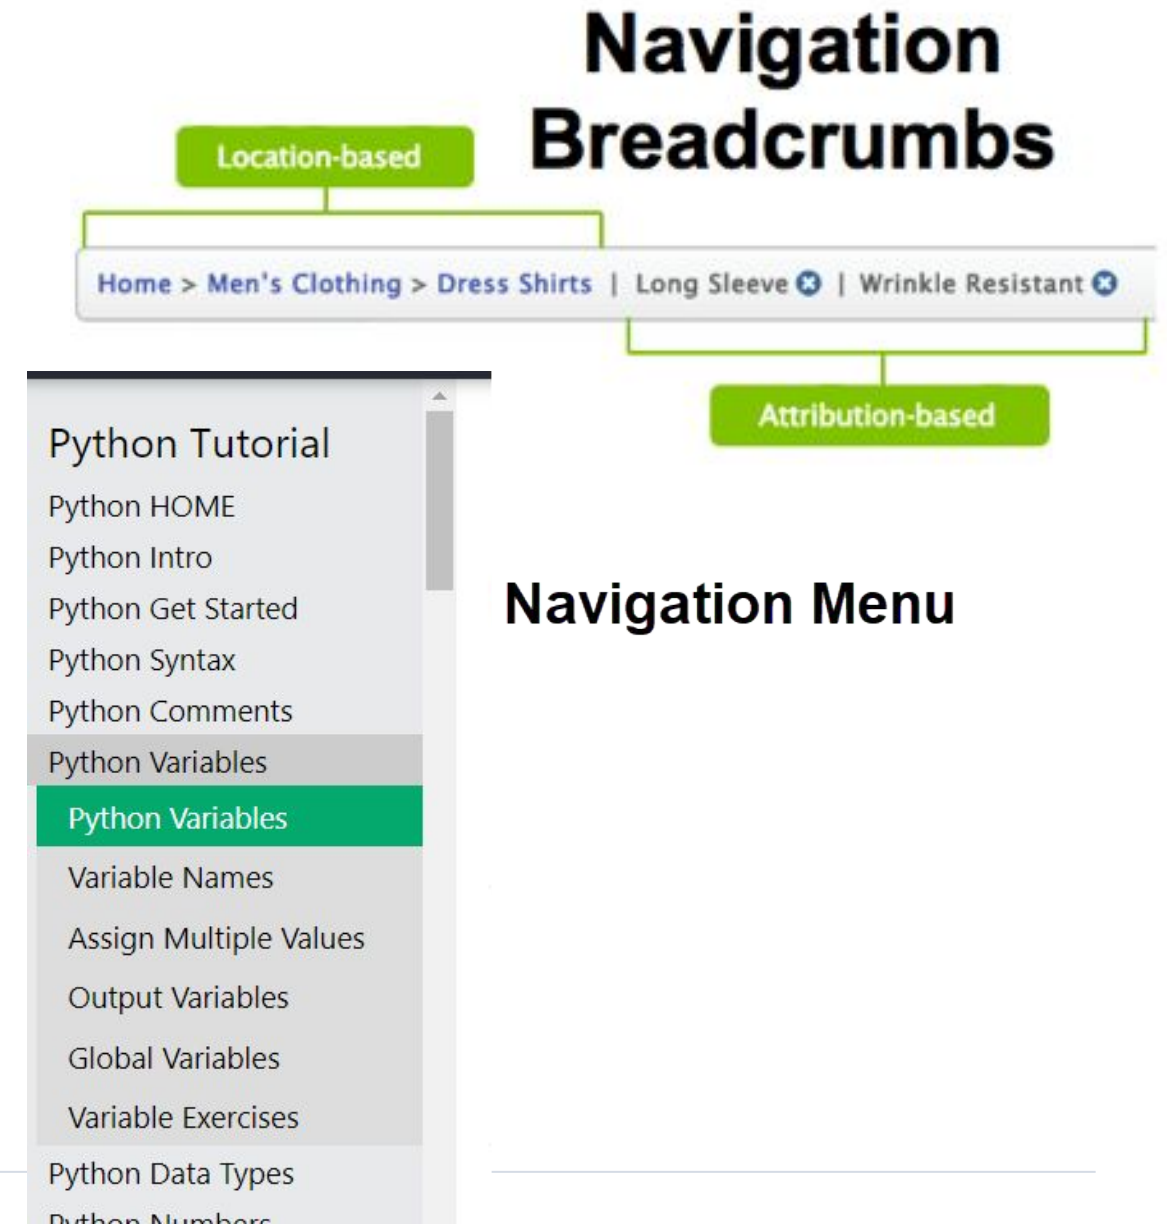 Navigation
Breadcrumbs
Location-based
Home > Men's Clothing > Dress Shirts | Long Sleeve | Wrinkle Resistant
Attribution-based
Python Tutorial
Python HOME
Python Intro
Python Get Started
Python Syntax
Python Comments
Python Variables
Python Variables
Variable Names
Assign Multiple Values
Output Variables
Global Variables
Variable Exercises
Python Data Types
Python Numbers
Navigation Menu